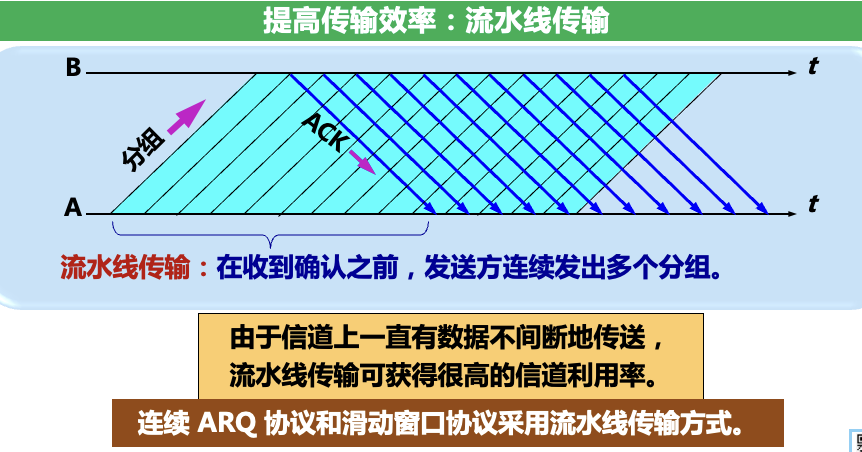 提高传输效率：流水线传输
B
t
分组
ACK
A
t
流水线传输：在收到确认之前，发送方连续发出多个分组。
由于信道上一直有数据不间断地传送，
流水线传输可获得很高的信道利用率。
连续 ARQ 协议和滑动窗口协议采用流水线传输方式。